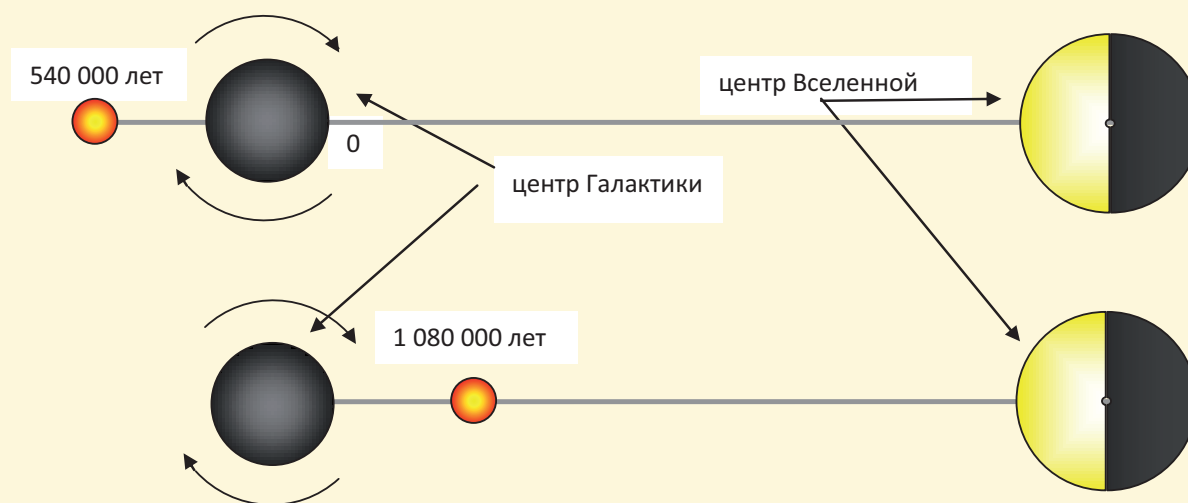 540 000 лет
центр Вселенной
0
центр Галактики
1 080 000 лет